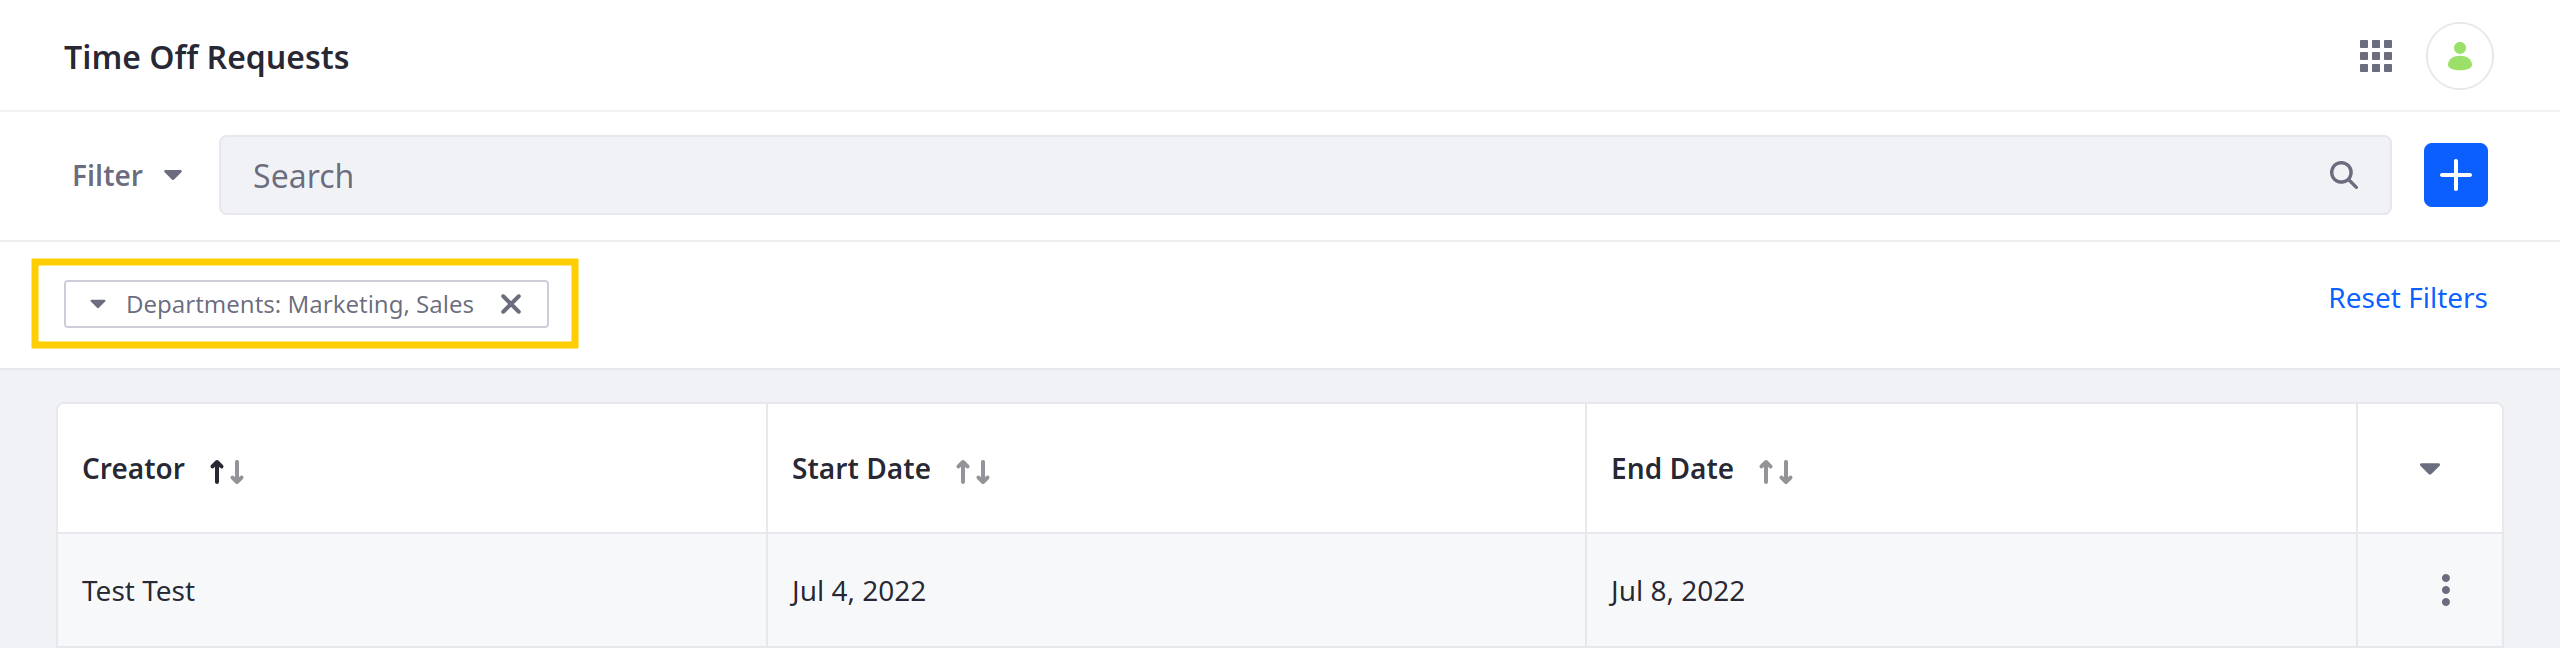 Time Off Requests
Filter Search
Departments: Marketing, Sales Reset Filters
Creator Start Date End Date
Test Test Jul 4, 2022 Jul 8, 2022